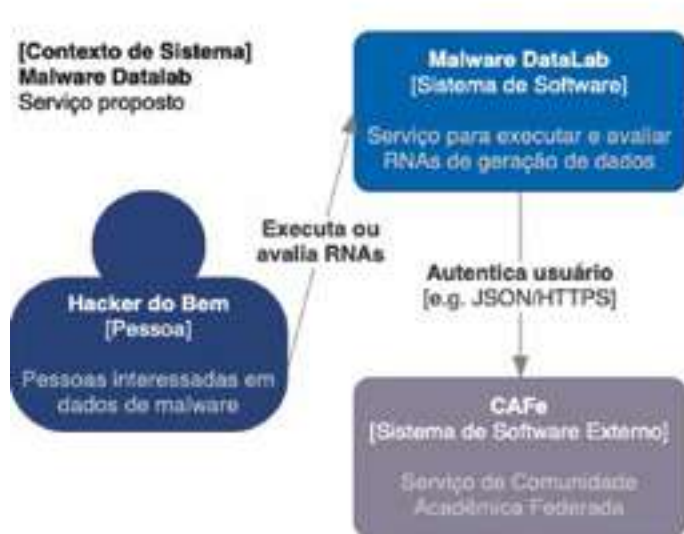 [Contexto de Sistema]
Malware Datalab
Serviço proposto
Malware DataLab
[Sistema de Software]
Serviço para executar e avaliar
RNAs de geração de dados
Executa ou
avalia RNAs
Hacker do Bem
[Pessoa]
Pessoas interessadas em
dados de malware
Autentica usuário
[e.g. JSON/HTTPS]
CAFe
[Sistema de Software Externo]
Serviço de Comunidade
Acadêmica Federada